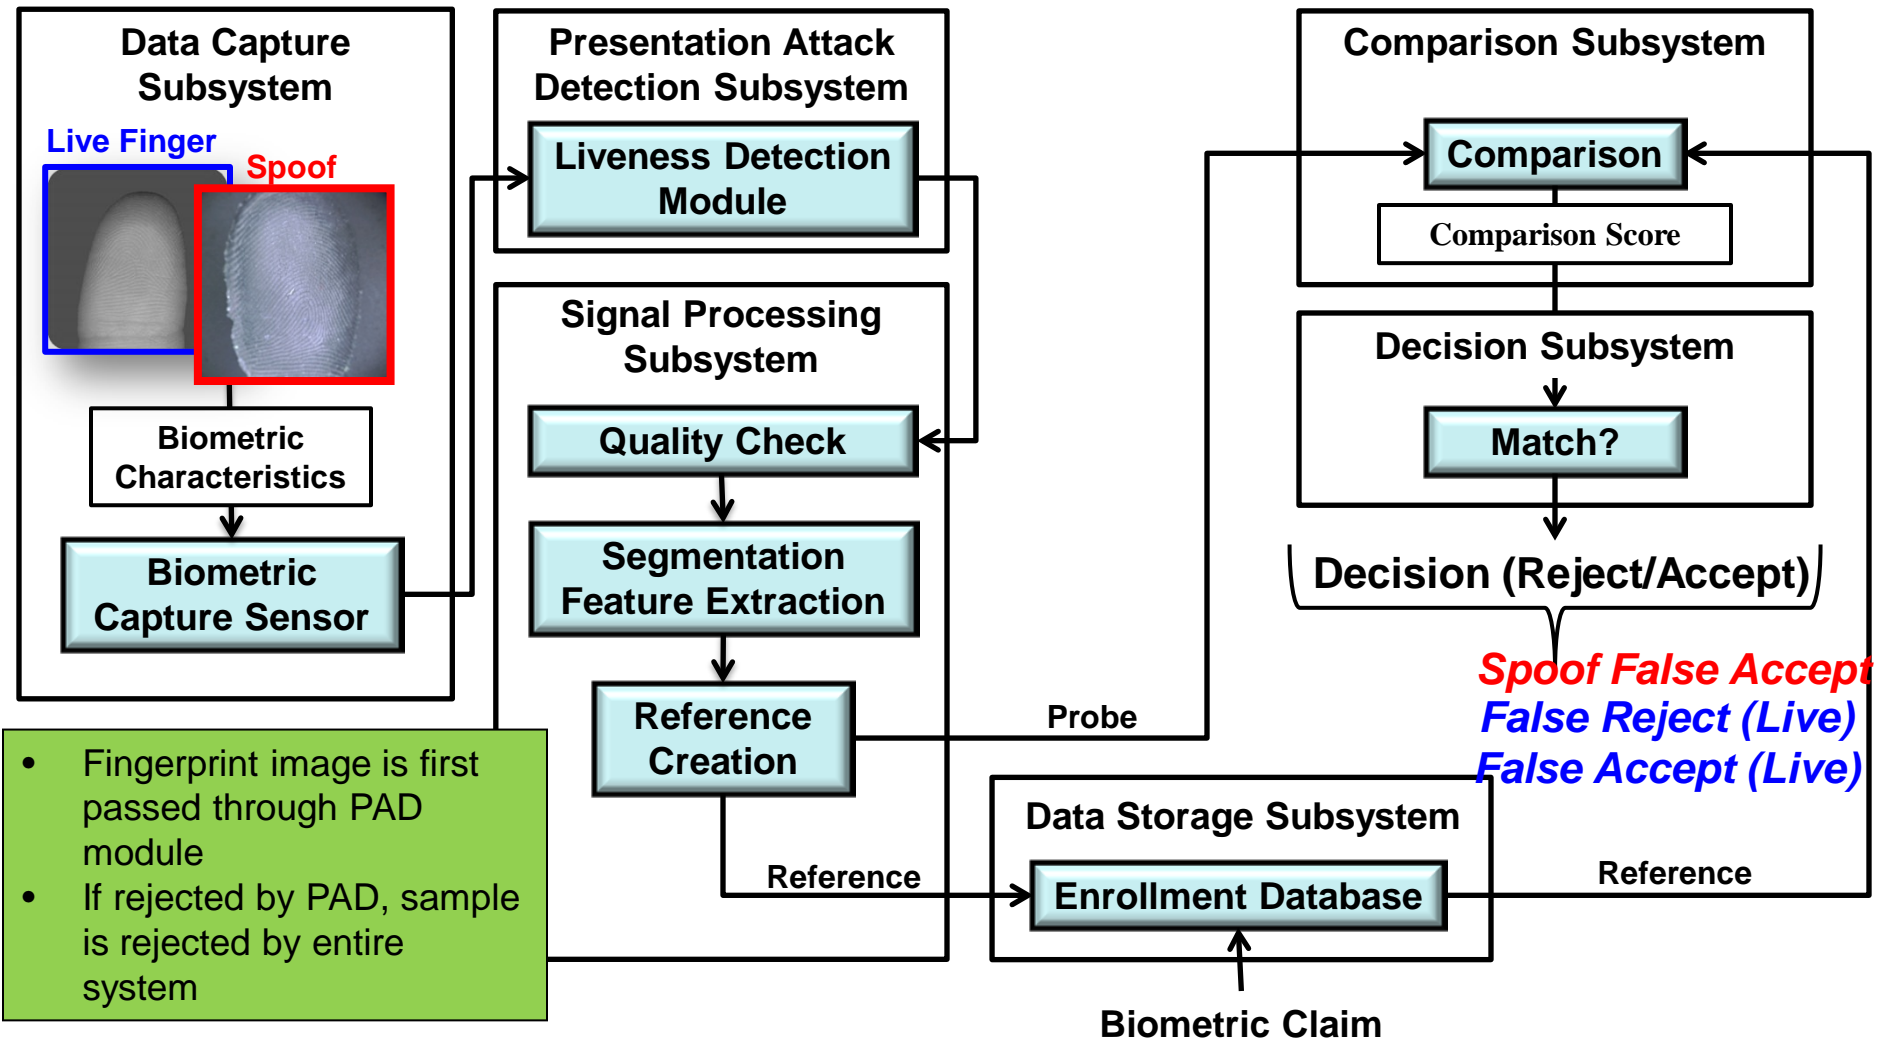 Data Capture
Subsystem
Live Finger
Spoof
Biometric
Characteristics
Biometric
Capture Sensor
Presentation Attack
Detection Subsystem
Liveness Detection
Module
Signal Processing
Subsystem
Quality Check
Segmentation
Feature Extraction
Reference
Creation
Probe
Reference
Data Storage Subsystem
Enrollment Database
Biometric Claim
Reference
Comparison Subsystem
Comparison
Comparison Score
Decision Subsystem
Match?
Decision (Reject/Accept)
Spoof False Accept
False Reject (Live)
False Accept (Live)
• Fingerprint image is first
passed through PAD
module
• If rejected by PAD, sample
is rejected by entire
system